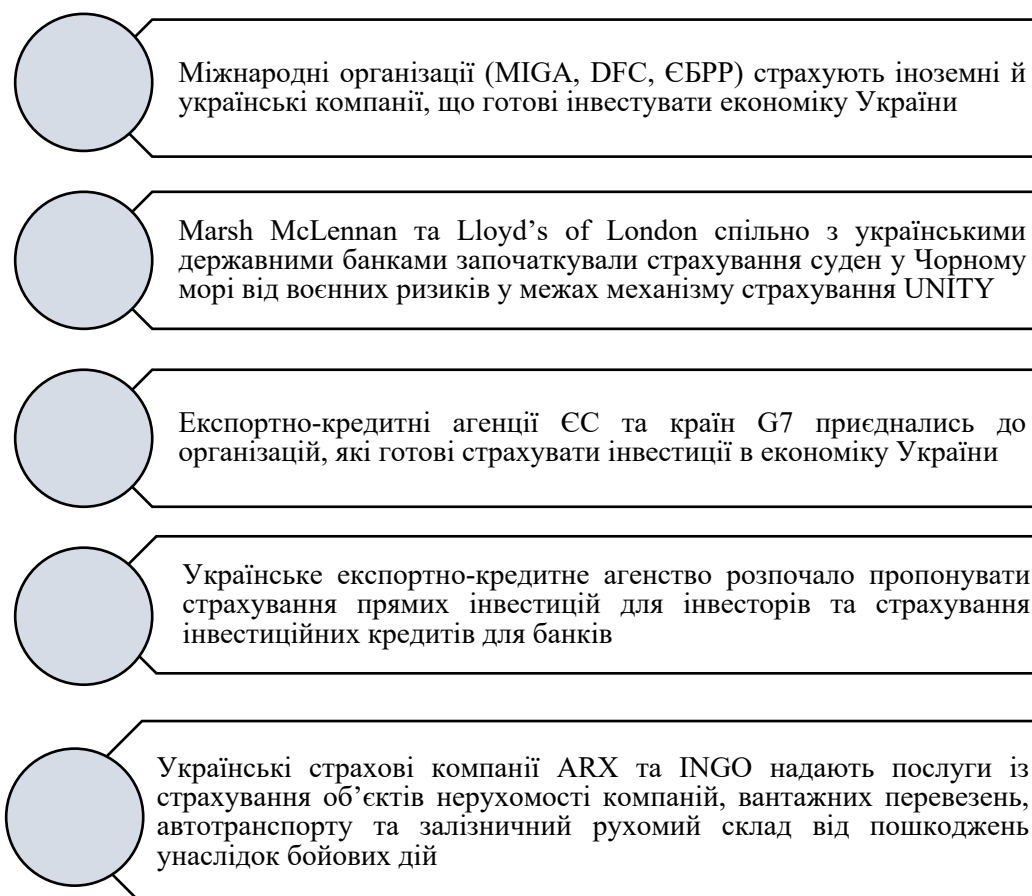 Міжнародні організації (MIGA, DFC, ЄБРР) страхують іноземні й
українські компанії, що готові інвестувати економіку України
Marsh McLennan та Lloyd’s of London спільно з українськими
державними банками започаткували страхування суден у Чорному
морі від воєнних ризиків у межах механізму страхування UNITY
Експортно-кредитні агенції ЄС та країн G7 приєднались до
організацій, які готові страхувати інвестиції в економіку України
Українське експортно-кредитне агенство розпочало пропонувати
страхування прямих інвестицій для інвесторів та страхування
інвестиційних кредитів для банків
Українські страхові компанії ARX та INGO надають послуги із
страхування об’єктів нерухомості компаній, вантажних перевезень,
автотранспорту та залізничний рухомий склад від пошкоджень
унаслідок бойових дій